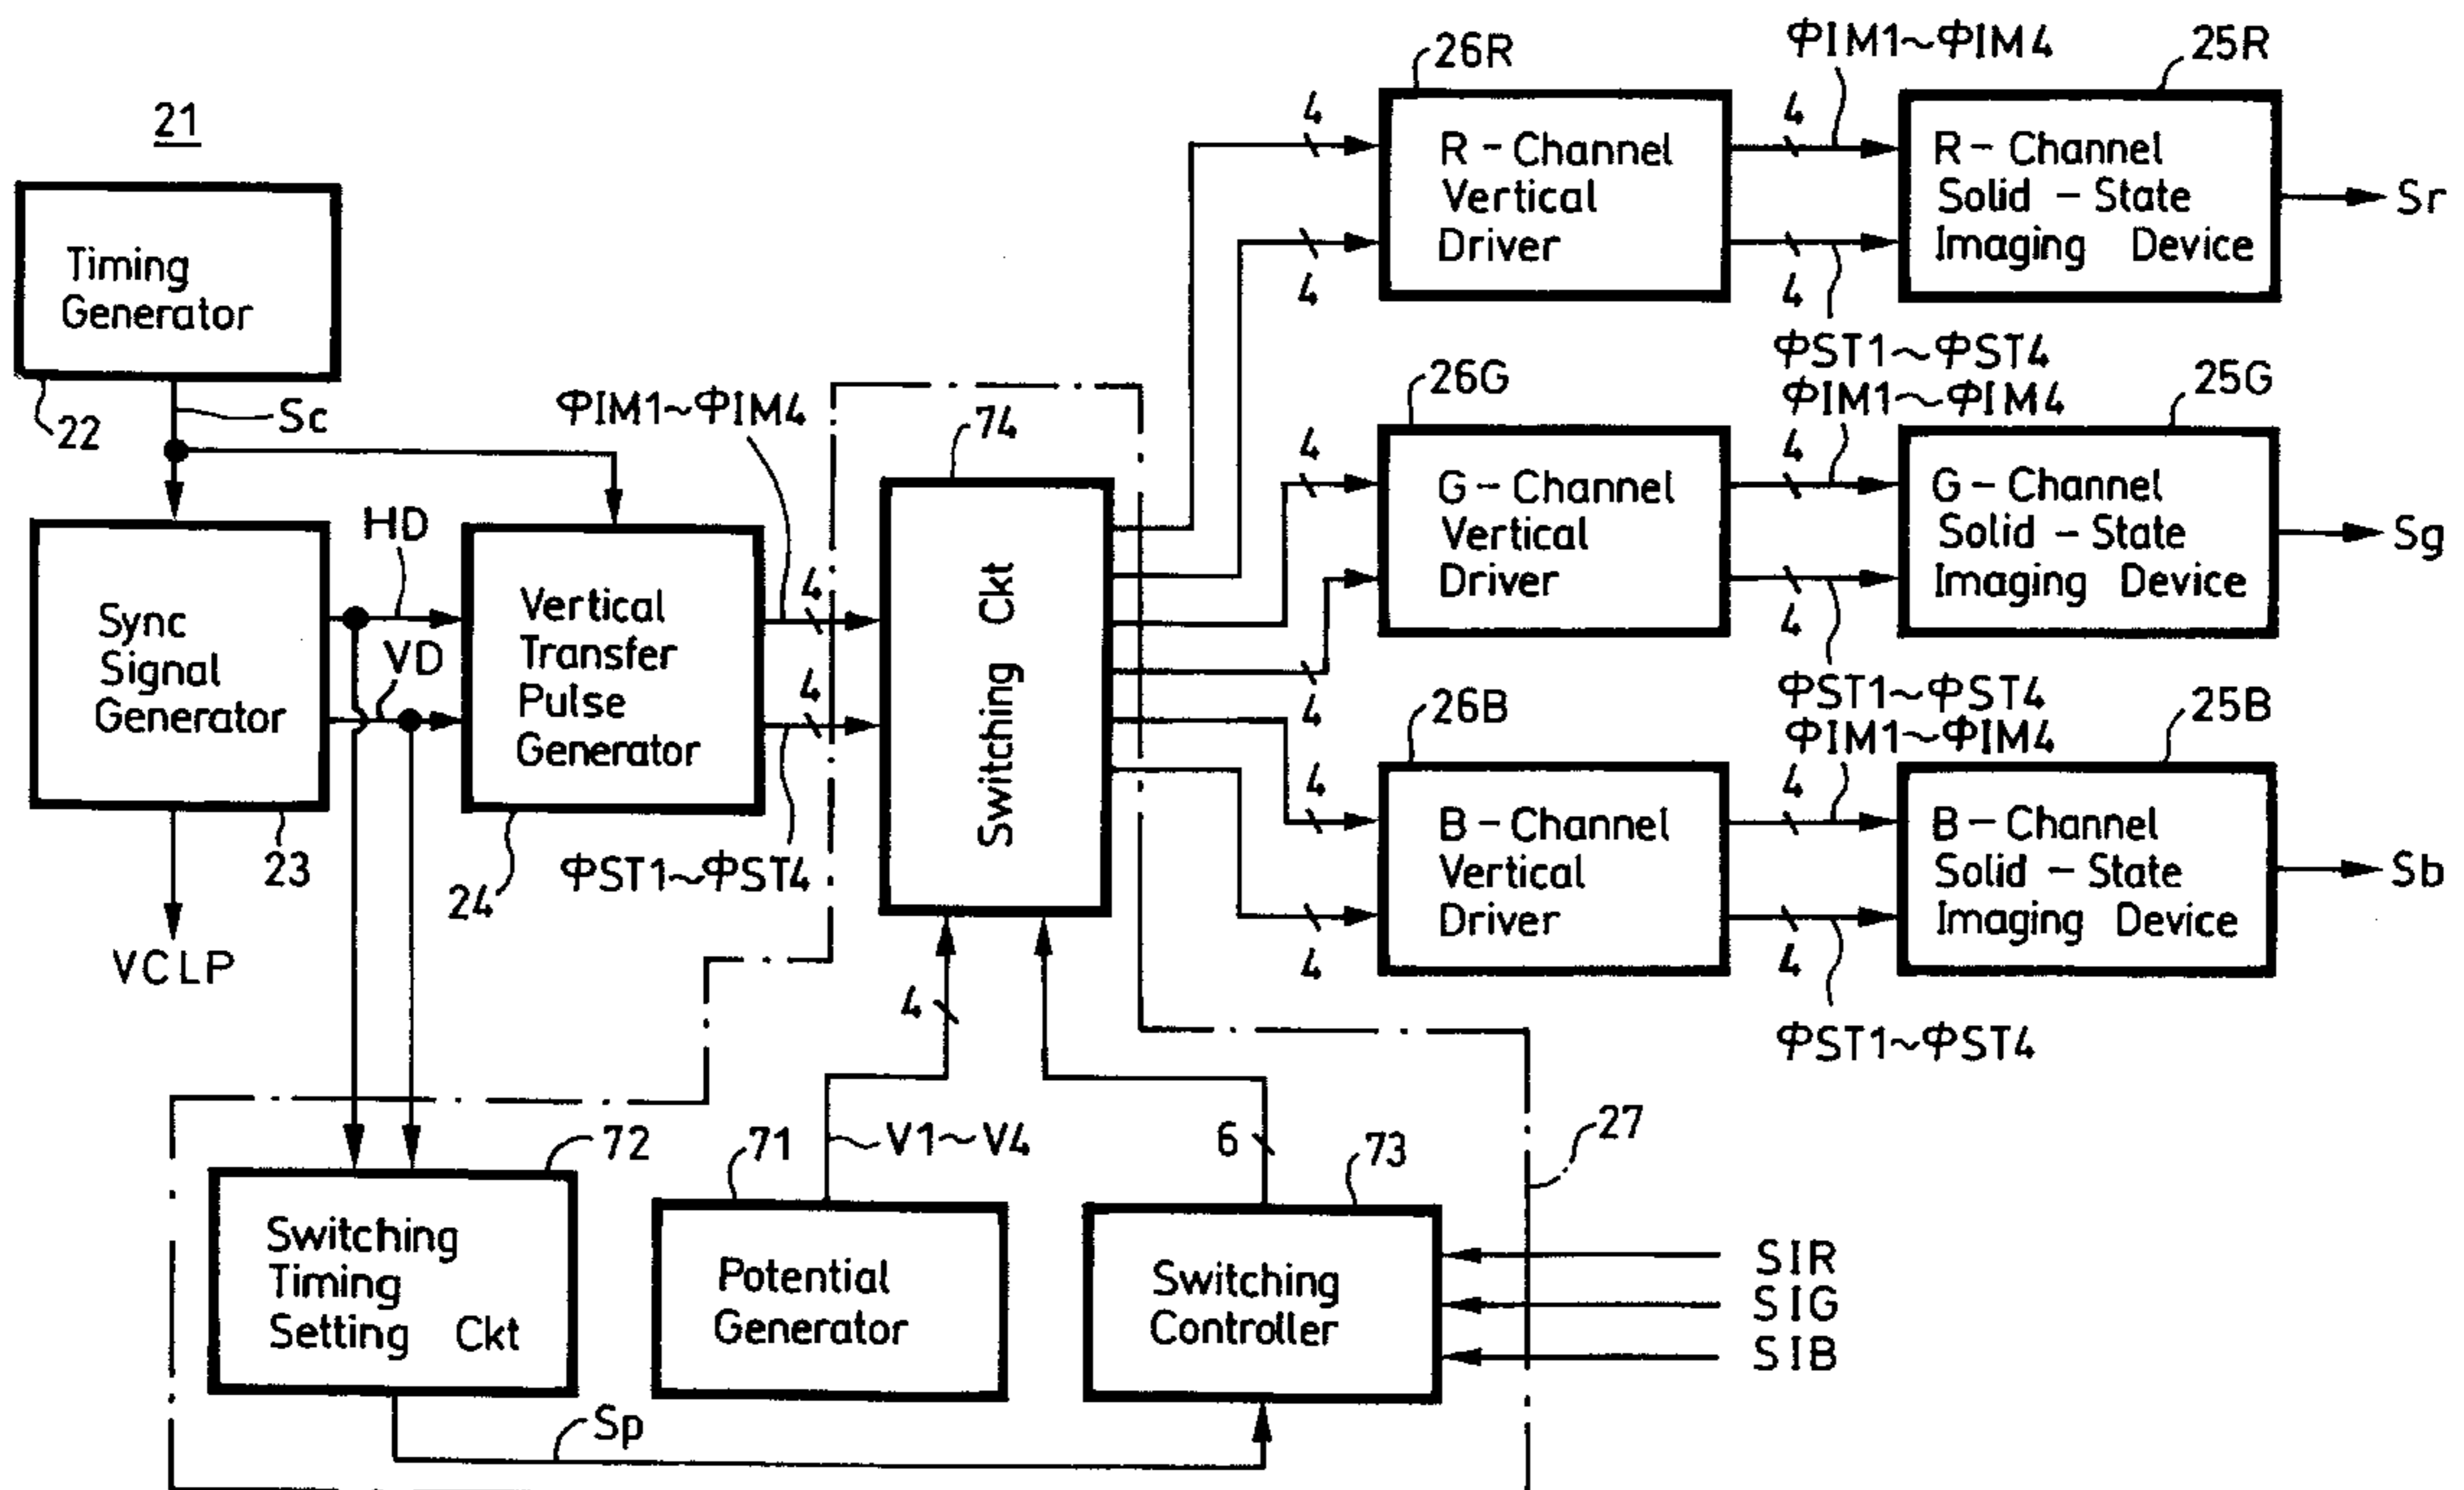 21
Timing
Generator
22
Sc
Sync
Signal
Generator
23
HD
VD
VCLP
Vertical
Transfer
Pulse
Generator
24
ΦIM1~ΦIM4
4
4
ΦST1~ΦST4
74
Switching Ckt
4
4
4
4
4
4
26R
R-Channel
Vertical
Driver
ΦIM1~ΦIM4
4
4
ΦST1~ΦST4
25R
R-Channel
Solid-State
Imaging Device
Sr
26G
G-Channel
Vertical
Driver
ΦIM1~ΦIM4
4
4
ΦST1~ΦST4
25G
G-Channel
Solid-State
Imaging Device
Sg
26B
B-Channel
Vertical
Driver
ΦIM1~ΦIM4
4
4
ΦST1~ΦST4
25B
B-Channel
Solid-State
Imaging Device
Sb
72
Switching
Timing
Setting Ckt
Sp
71
Potential
Generator
4
V1~V4
6
73
Switching
Controller
27
SIR
SIG
SIB